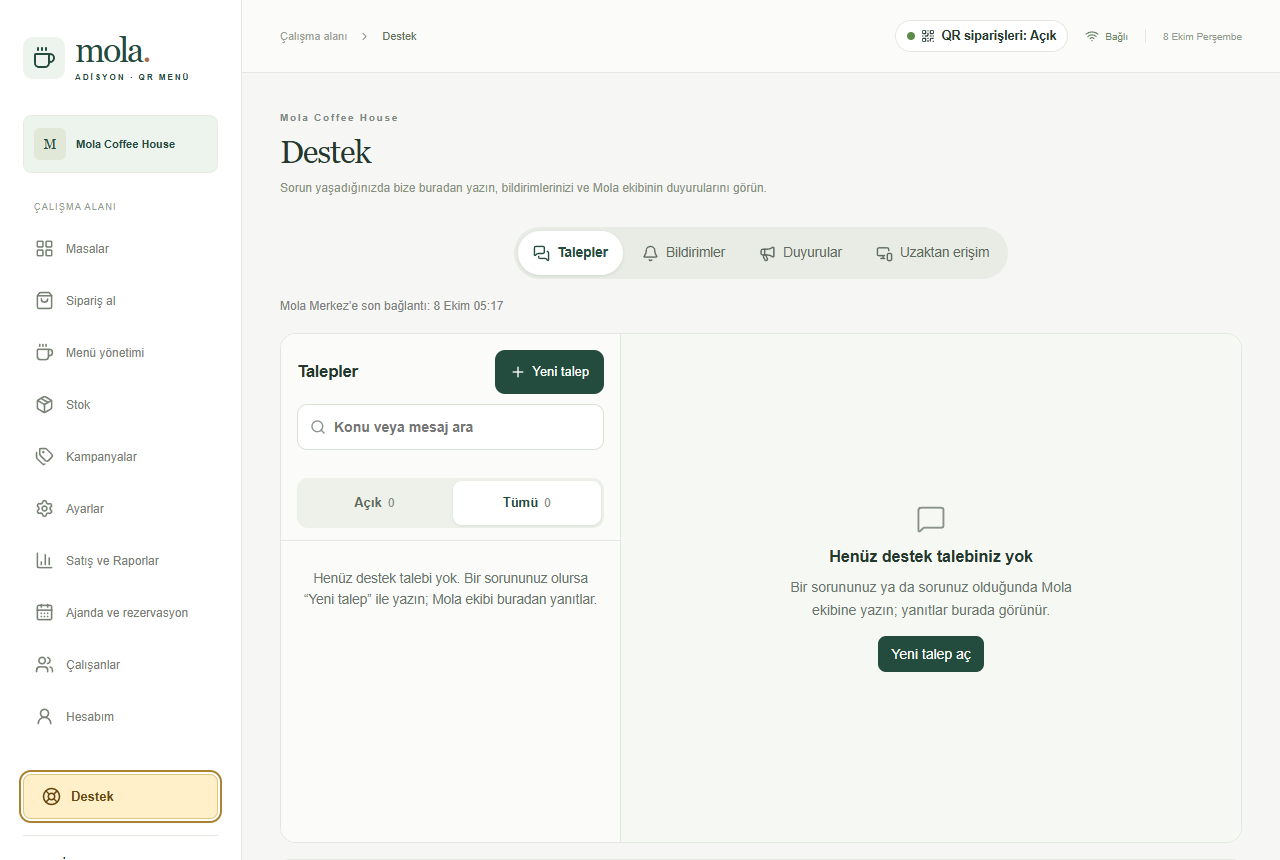 mola.
ADİSYON · QR MENÜ
M
Mola Coffee House
ÇALIŞMA ALANI
Masalar
Sipariş al
Menü yönetimi
Stok
Kampanyalar
Ayarlar
Satış ve Raporlar
Ajanda ve rezervasyon
Çalışanlar
Hesabım
Destek
Çalışma alanı
Destek
QR siparişleri: Açık
Bağlı
8 Ekim Perşembe
Mola Coffee House
Destek
Sorun yaşadığınızda bize buradan yazın, bildirimlerinizi ve Mola ekibinin duyurularını görün.
Talepler
Bildirimler
Duyurular
Uzaktan erişim
Mola Merkez'e son bağlantı: 8 Ekim 05:17
Talepler
Yeni talep
Konu veya mesaj ara
Açık 0
Tümü 0
Henüz destek talebi yok. Bir sorununuz olursa
“Yeni talep” ile yazın; Mola ekibi buradan yanıtlar.
Henüz destek talebiniz yok
Bir sorununuz ya da sorunuz olduğunda Mola
ekibine yazın; yanıtlar burada görünür.
Yeni talep aç